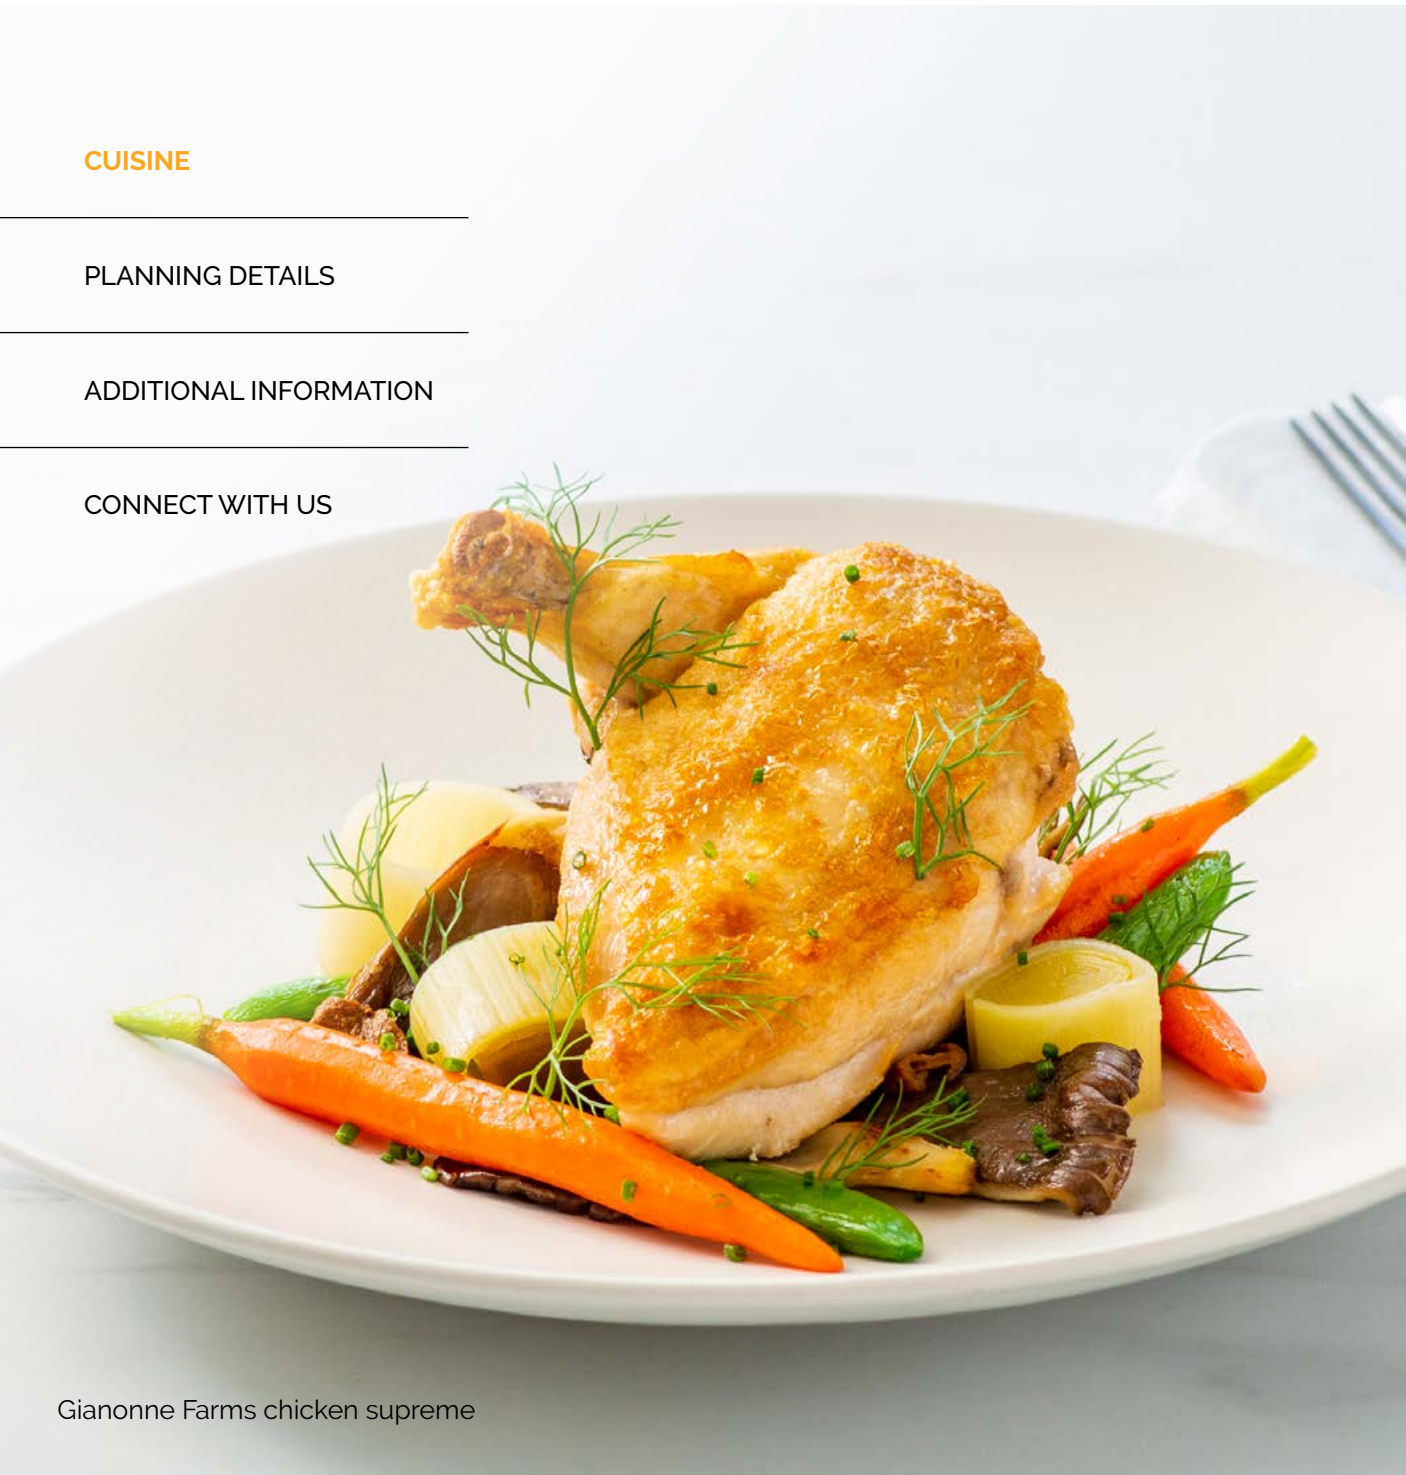 CUISINE
PLANNING DETAILS
ADDITIONAL INFORMATION
CONNECT WITH US
Gianonne Farms chicken supreme